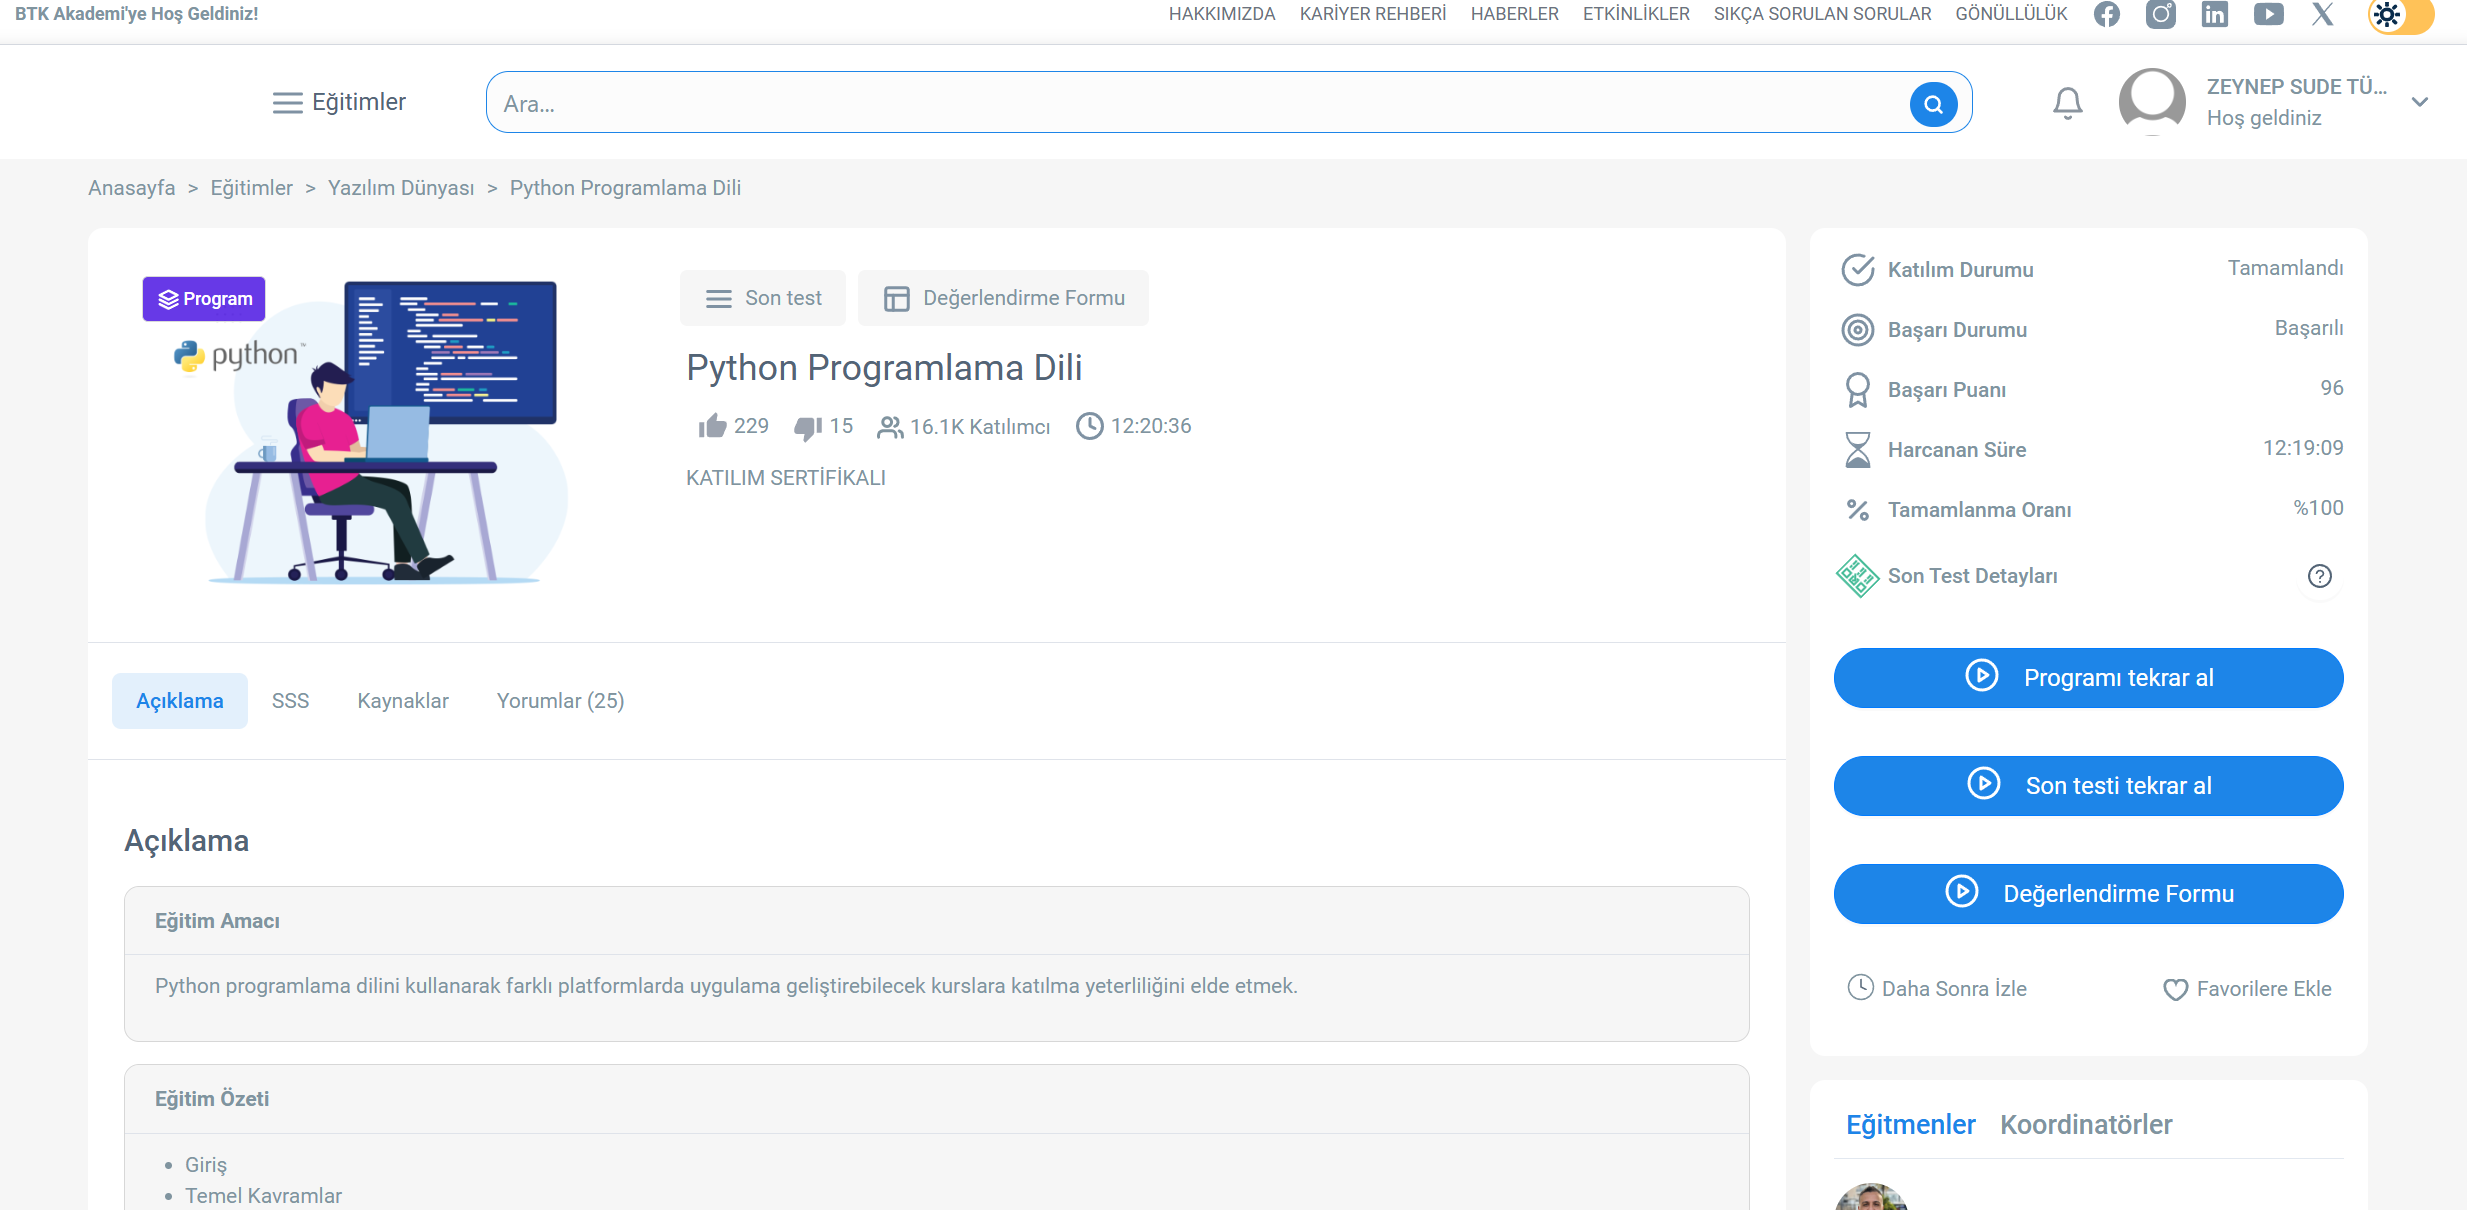 BTK Akademi'ye Hoş Geldiniz!
HAKKIMIZDA KARİYER REHBERİ HABERLER ETKİNLİKLER SIKÇA SORULAN SORULAR GÖNÜLLÜLÜK
Eğitimler
Ara...
ZEYNEP SUDE TÜ...
Hoş geldiniz
Anasayfa > Eğitimler > Yazılım Dünyası > Python Programlama Dili
Program
python™
Son test
Değerlendirme Formu
Python Programlama Dili
229 15 16.1K Katılımcı 12:20:36
KATILIM SERTİFİKALI
Açıklama SSS Kaynaklar Yorumlar (25)
Açıklama
Eğitim Amacı
Python programlama dilini kullanarak farklı platformlarda uygulama geliştirebilecek kurslara katılma yeterliliğini elde etmek.
Eğitim Özeti
• Giriş
• Temel Kavramlar
Katılım Durumu Tamamlandı
Başarı Durumu Başarılı
Başarı Puanı 96
Harcanan Süre 12:19:09
Tamamlanma Oranı %100
Son Test Detayları
Programı tekrar al
Son testi tekrar al
Değerlendirme Formu
Daha Sonra İzle Favorilere Ekle
Eğitmenler Koordinatörler